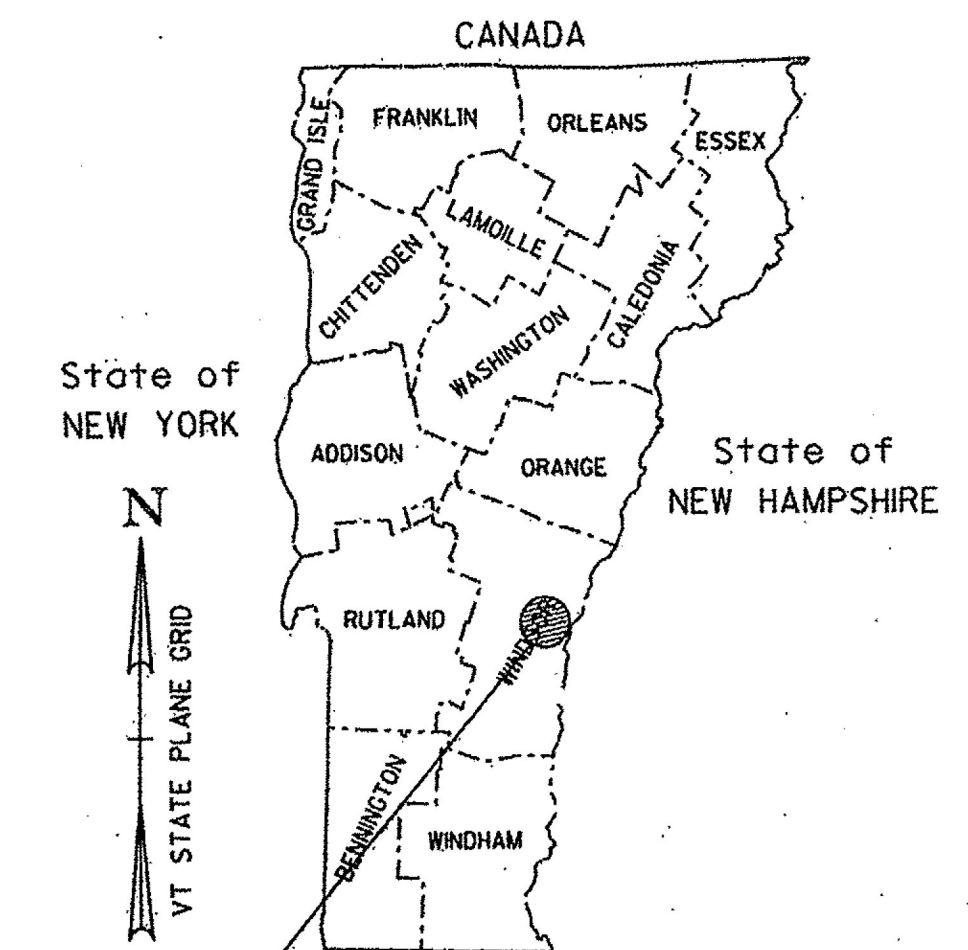 CANADA
GRAND ISLE
FRANKLIN
ORLEANS
ESSEX
LAMOILLE
CHITTENDEN
CALEDONIA
WASHINGTON
State of
NEW YORK
ADDISON
ORANGE
State of
NEW HAMPSHIRE
N
VT STATE PLANE GRID
RUTLAND
BENNINGTON
WINDHAM